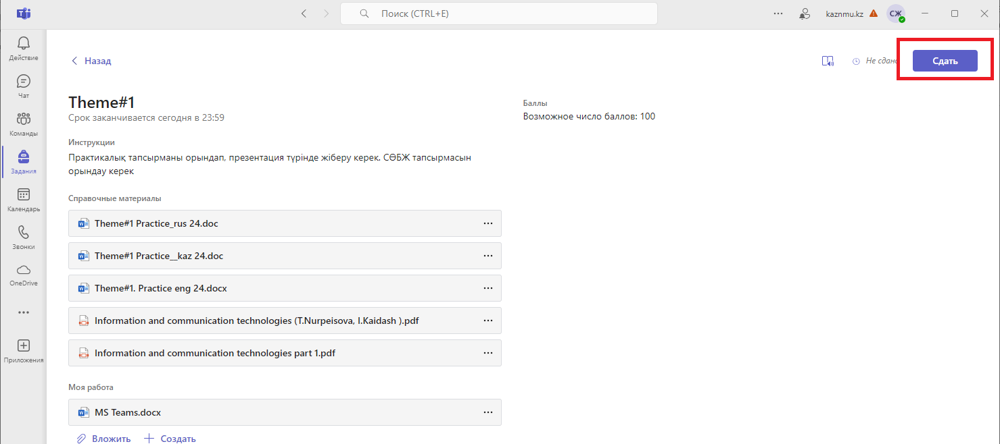 Поиск (CTRL+E)
kaznmu.kz
СЖ
Действие
Чат
Команды
Задания
Календарь
Звонки
OneDrive
Приложения
Назад
Не сдано
Сдать
Theme#1
Срок заканчивается сегодня в 23:59
Баллы
Возможное число баллов: 100
Инструкции
Практикалық тапсырманы орындап, презентация түрінде жіберу керек. СӨБЖ тапсырмасын
орындау керек
Справочные материалы
Theme#1 Practice_rus 24.doc
Theme#1 Practice__kaz 24.doc
Theme#1. Practice eng 24.docx
Information and communication technologies (T.Nurpeisova, I.Kaidash ).pdf
Information and communication technologies part 1.pdf
Моя работа
MS Teams.docx
Вложить
Создать